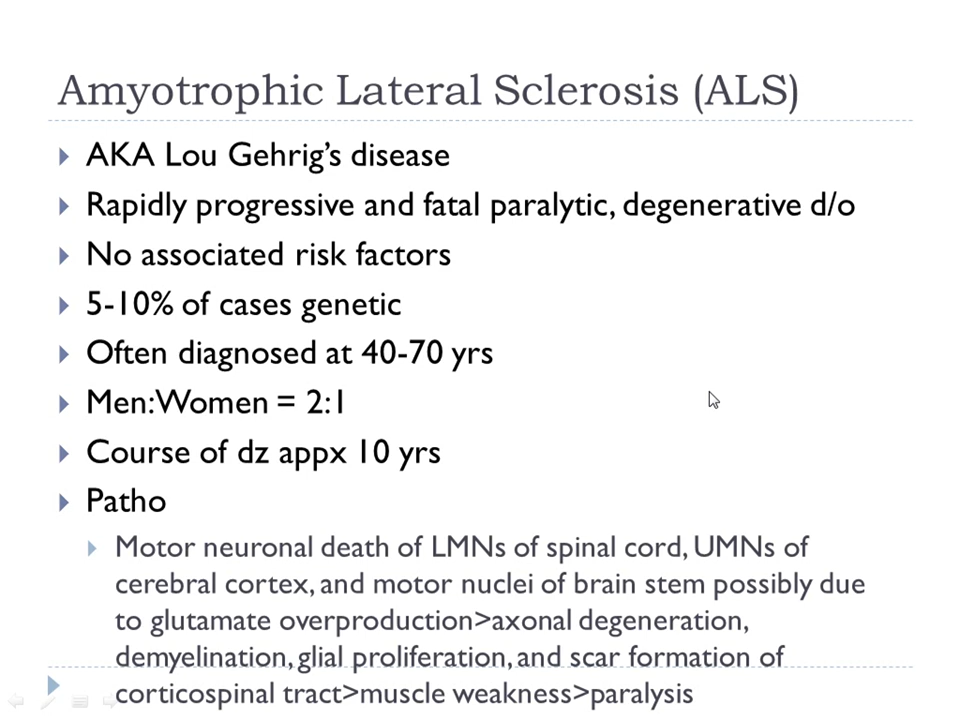 Amyotrophic Lateral Sclerosis (ALS)
AKA Lou Gehrig's disease
Rapidly progressive and fatal paralytic, degenerative d/o
No associated risk factors
5-10% of cases genetic
Often diagnosed at 40-70 yrs
Men:Women = 2:1
Course of dz appx 10 yrs
Patho
Motor neuronal death of LMNs of spinal cord, UMNs of
cerebral cortex, and motor nuclei of brain stem possibly due
to glutamate overproduction>axonal degeneration,
demyelination, glial proliferation, and scar formation of
corticospinal tract>muscle weakness>paralysis